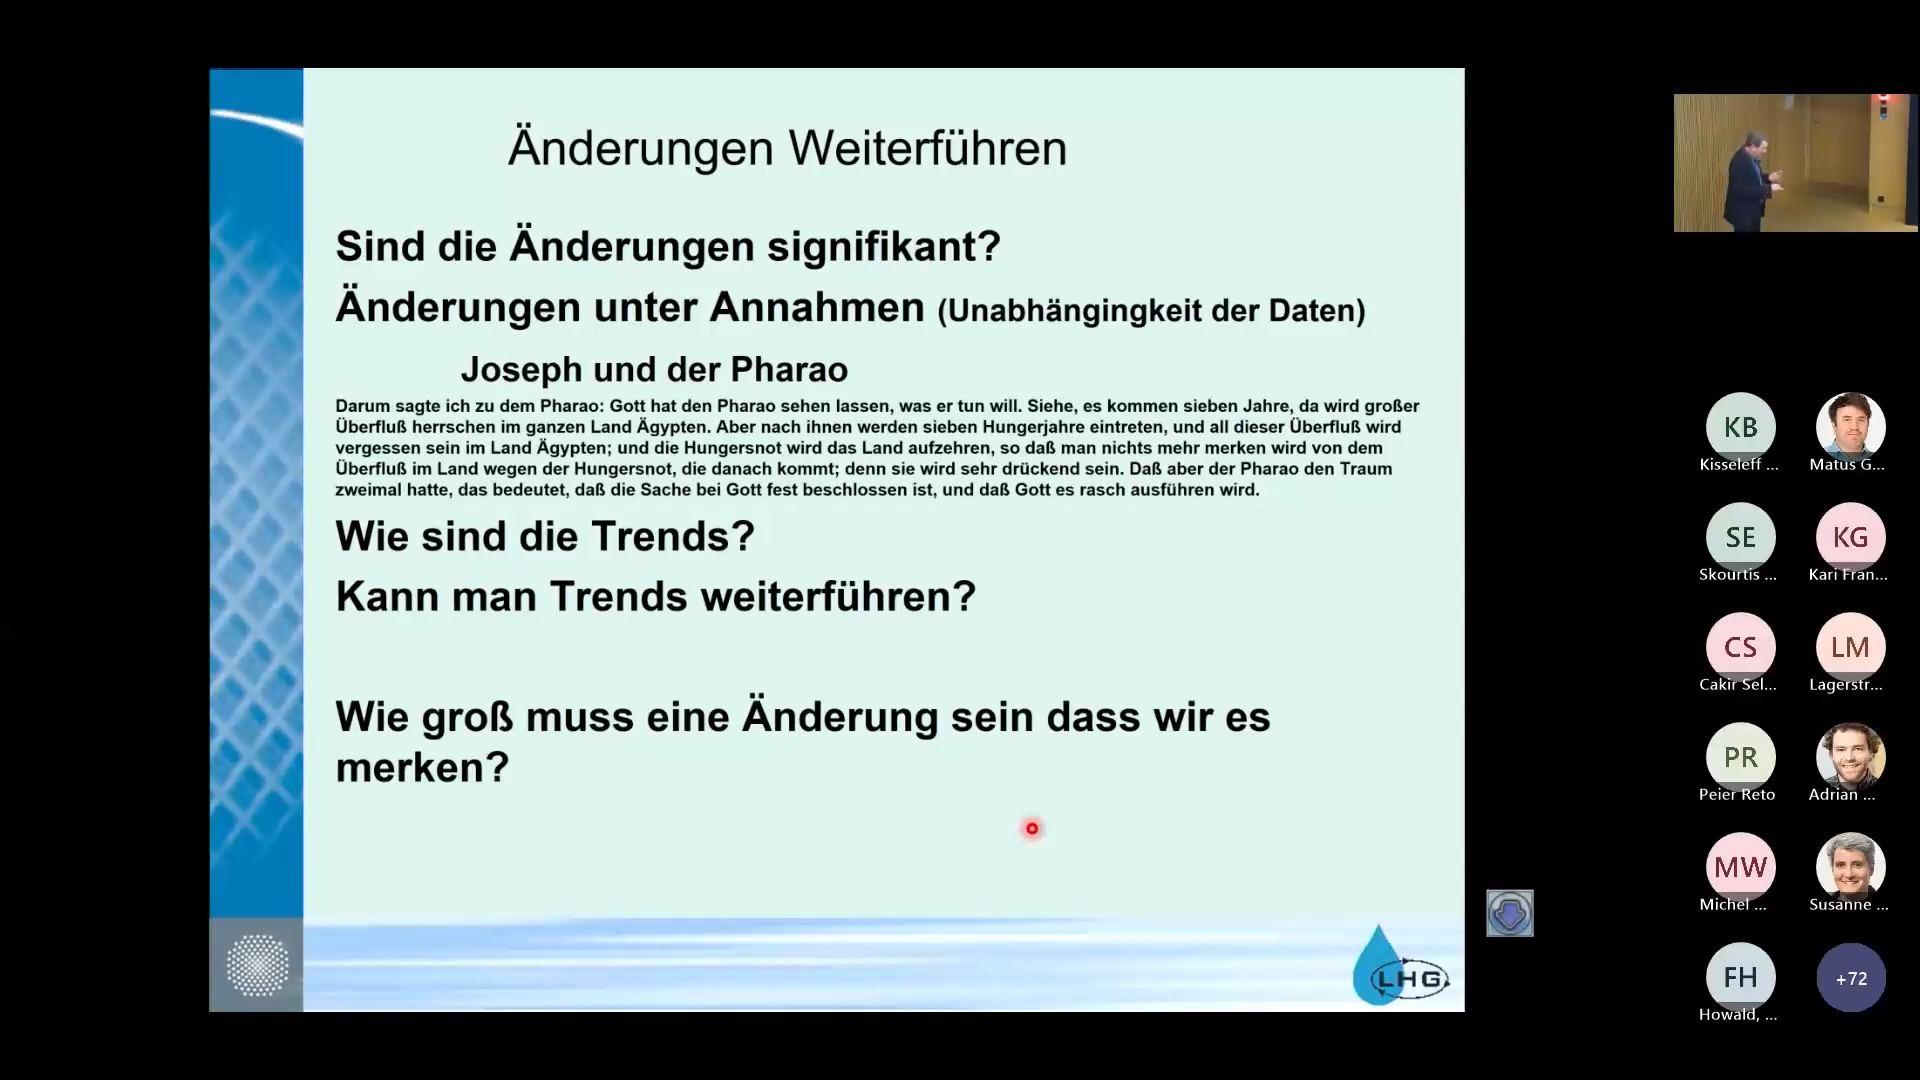 Änderungen Weiterführen
Sind die Änderungen signifikant?
Änderungen unter Annahmen (Unabhängingkeit der Daten)
Joseph und der Pharao
Darum sagte ich zu dem Pharao: Gott hat den Pharao sehen lassen, was er tun will. Siehe, es kommen sieben Jahre, da wird großer
Überfluß herrschen im ganzen Land Ägypten. Aber nach ihnen werden sieben Hungerjahre eintreten, und all dieser Überfluß wird
vergessen sein im Land Ägypten; und die Hungersnot wird das Land aufzehren, so daß man nichts mehr merken wird von dem
Überfluß im Land wegen der Hungersnot, die danach kommt; denn sie wird sehr drückend sein. Daß aber der Pharao den Traum
zweimal hatte, das bedeutet, daß die Sache bei Gott fest beschlossen ist, und daß Gott es rasch ausführen wird.
Wie sind die Trends?
Kann man Trends weiterführen?
Wie groß muss eine Änderung sein dass wir es
merken?
LHG
KB
Kisseleff ...
Matus G...
SE
Skourtis ...
KG
Kari Fran...
CS
Cakir Sel...
LM
Lagerstr...
PR
Peier Reto
Adrian ...
MW
Michel ...
Susanne ...
FH
Howald, ...
+72